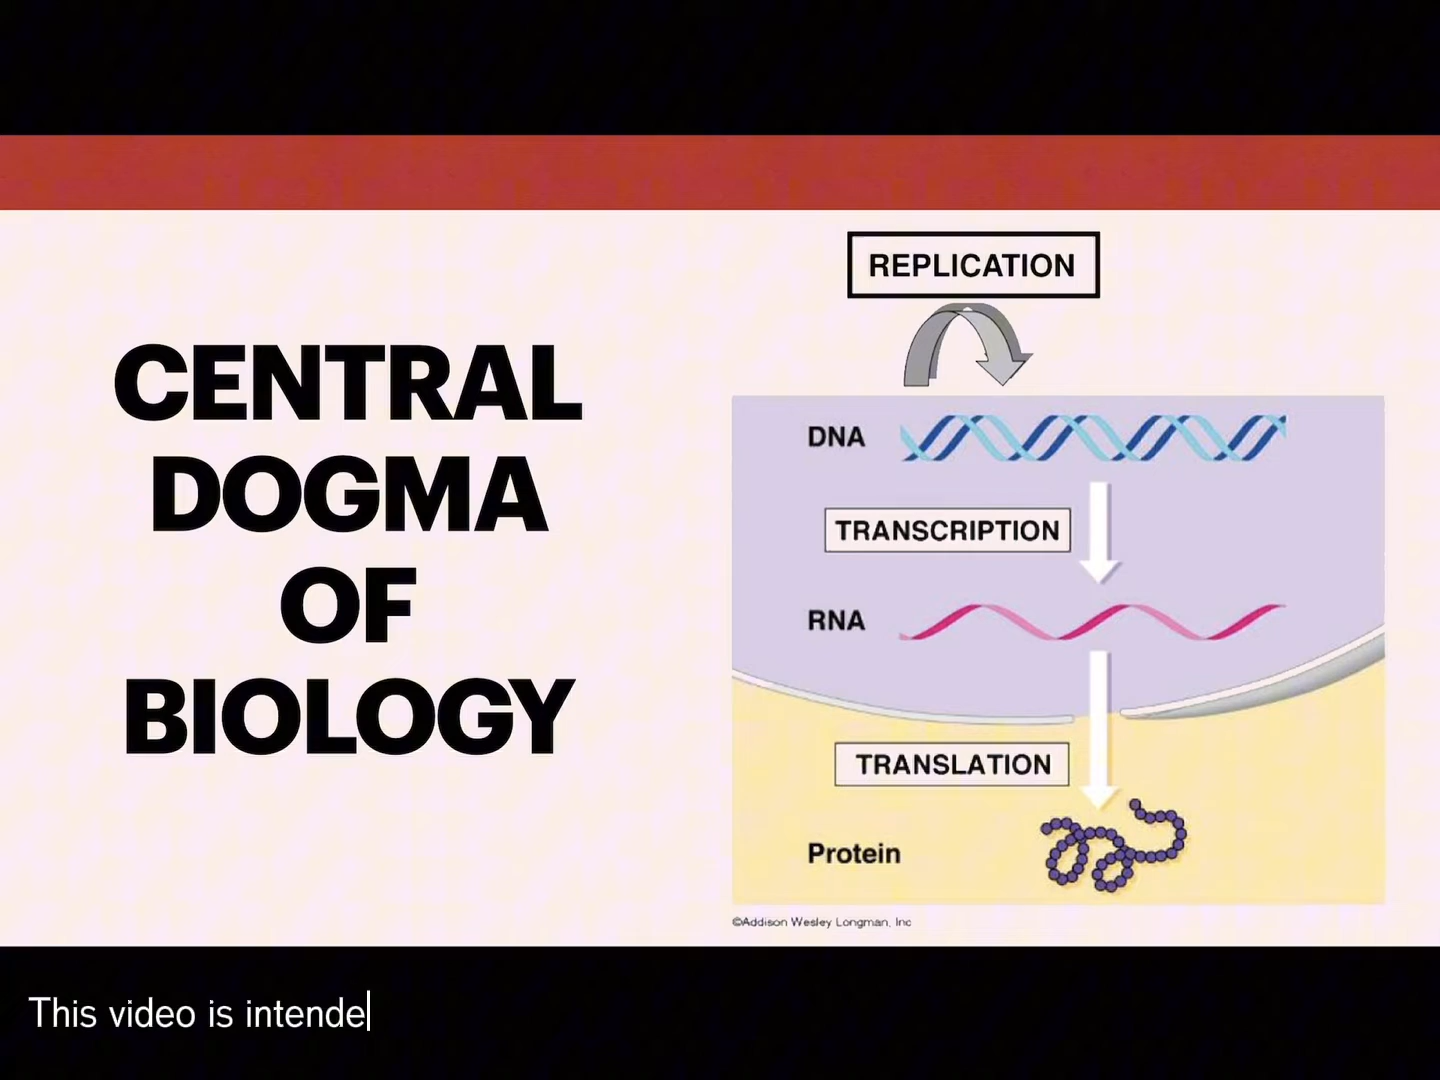 CENTRAL
DOGMA
OF
BIOLOGY
REPLICATION
DNA
TRANSCRIPTION
RNA
TRANSLATION
Protein
©Addison Wesley Longman, Inc
This video is intende